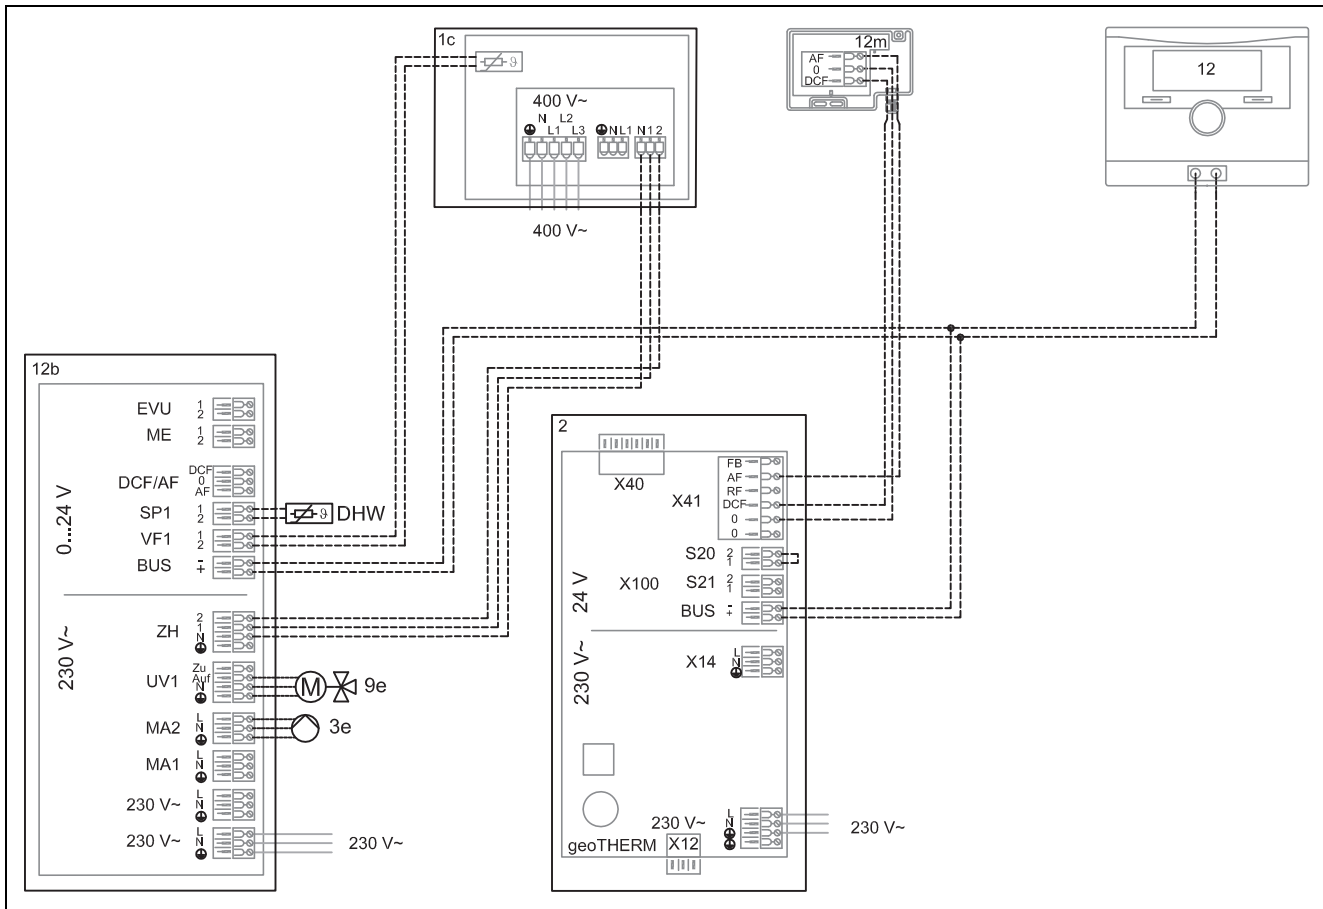 1c
ϑ
400 V~
N L2
L1 L3
N L1
N 1 2
400 V~
12m
AF
0
DCF
12
12b
0...24 V
EVU 1
2
ME 1
2
DCF/AF DCF
0
AF
SP1 1
2
ϑ DHW
VF1 1
2
BUS -
+
230 V~
ZH 2
1
N
UV1 Zu
Auf
N
M 9e
MA2 L
N
3e
MA1 L
N
230 V~ L
N
230 V~ L
N
230 V~
2
X40
X41
FB
AF
RF
DCF
0
0
24 V
X100
S20 2
1
S21 2
1
BUS -
+
230 V~
X14 L
N
230 V~ L
N
230 V~
geoTHERM X12